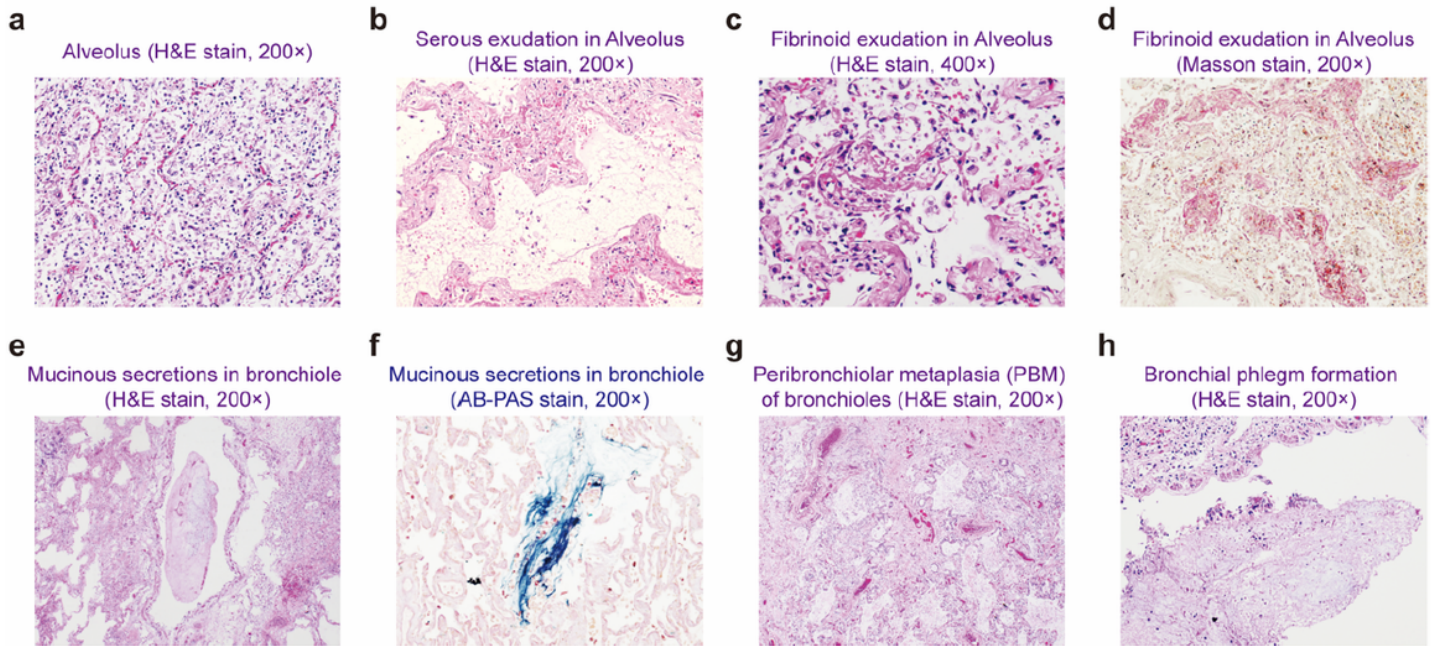 a
Alveolus (H&E stain, 200×)
b
Serous exudation in Alveolus
(H&E stain, 200×)
c
Fibrinoid exudation in Alveolus
(H&E stain, 400×)
d
Fibrinoid exudation in Alveolus
(Masson stain, 200×)
e
Mucinous secretions in bronchiole
(H&E stain, 200×)
f
Mucinous secretions in bronchiole
(AB-PAS stain, 200×)
g
Peribronchiolar metaplasia (PBM)
of bronchioles (H&E stain, 200×)
h
Bronchial phlegm formation
(H&E stain, 200×)